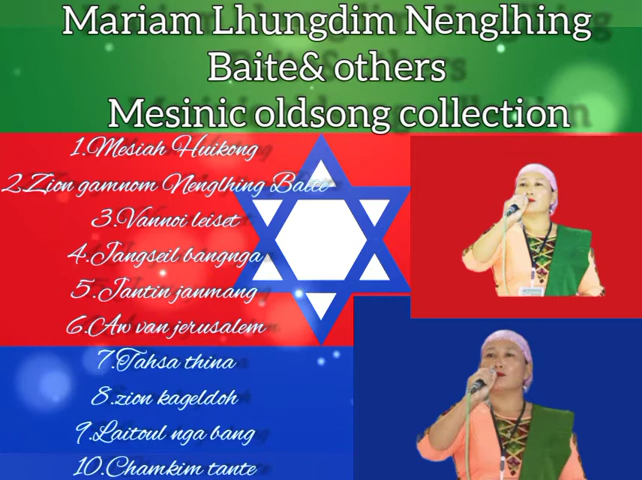 Mariam Lhungdim Nenglhing
Baite& others
Mesinic oldsong collection
1.Mesiah Huikong
2.Zion gamnom Nenglhing Baite
3.Vannoi leiset
4.Jangseil bangnga
5.Jantin janmang
6.Aw van jerusalem
7.Tahsa thina
8.zion kageldoh
9.Laitoul nga bang
10.Chamkim tante